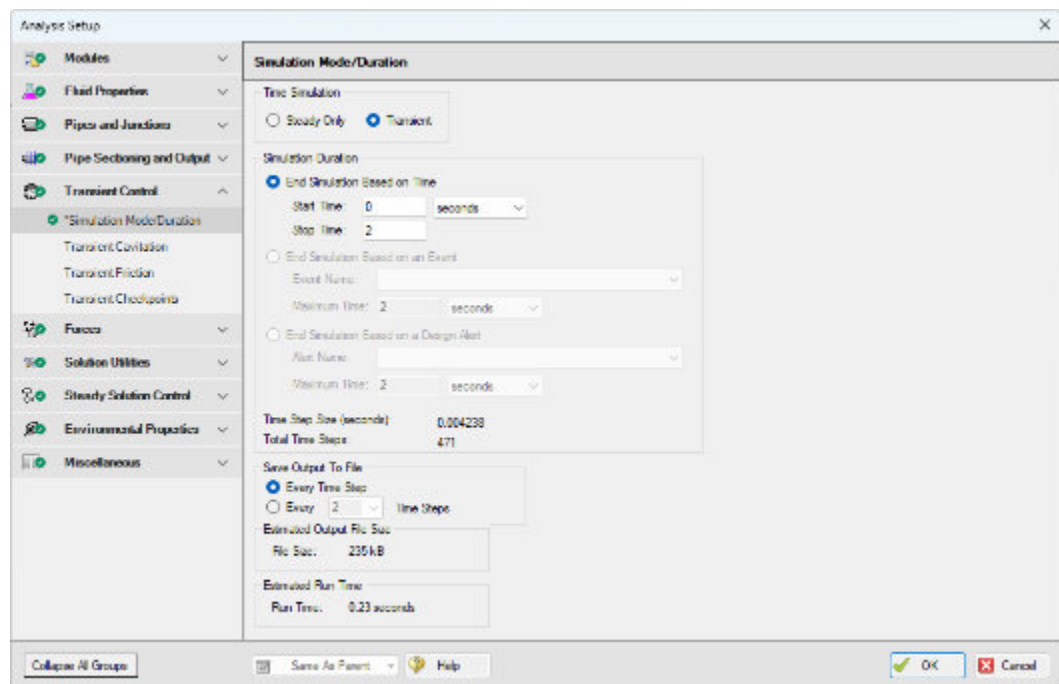 Analysis Setup
Modules
Fluid Properties
Pipes and Junctions
Pipe Sectioning and Output
Transient Control
*Simulation Mode/Duration
Transient Cavitation
Transient Friction
Transient Checkpoints
Forces
Solution Utilities
Steady Solution Control
Environmental Properties
Miscellaneous
Collapse All Groups
Simulation Mode/Duration
Time Simulation
Steady Only Transient
Simulation Duration
End Simulation Based on Time
Start Time: 0 seconds
Stop Time: 2
End Simulation Based on an Event
Event Name:
Maximum Time: 2 seconds
End Simulation Based on a Design Alert
Alert Name:
Maximum Time: 2 seconds
Time Step Size (seconds) 0.004238
Total Time Steps: 471
Save Output To File
Every Time Step
Every 2 Time Steps
Estimated Output File Size
File Size: 235 kB
Estimated Run Time
Run Time: 0.23 seconds
Same As Parent Help OK Cancel